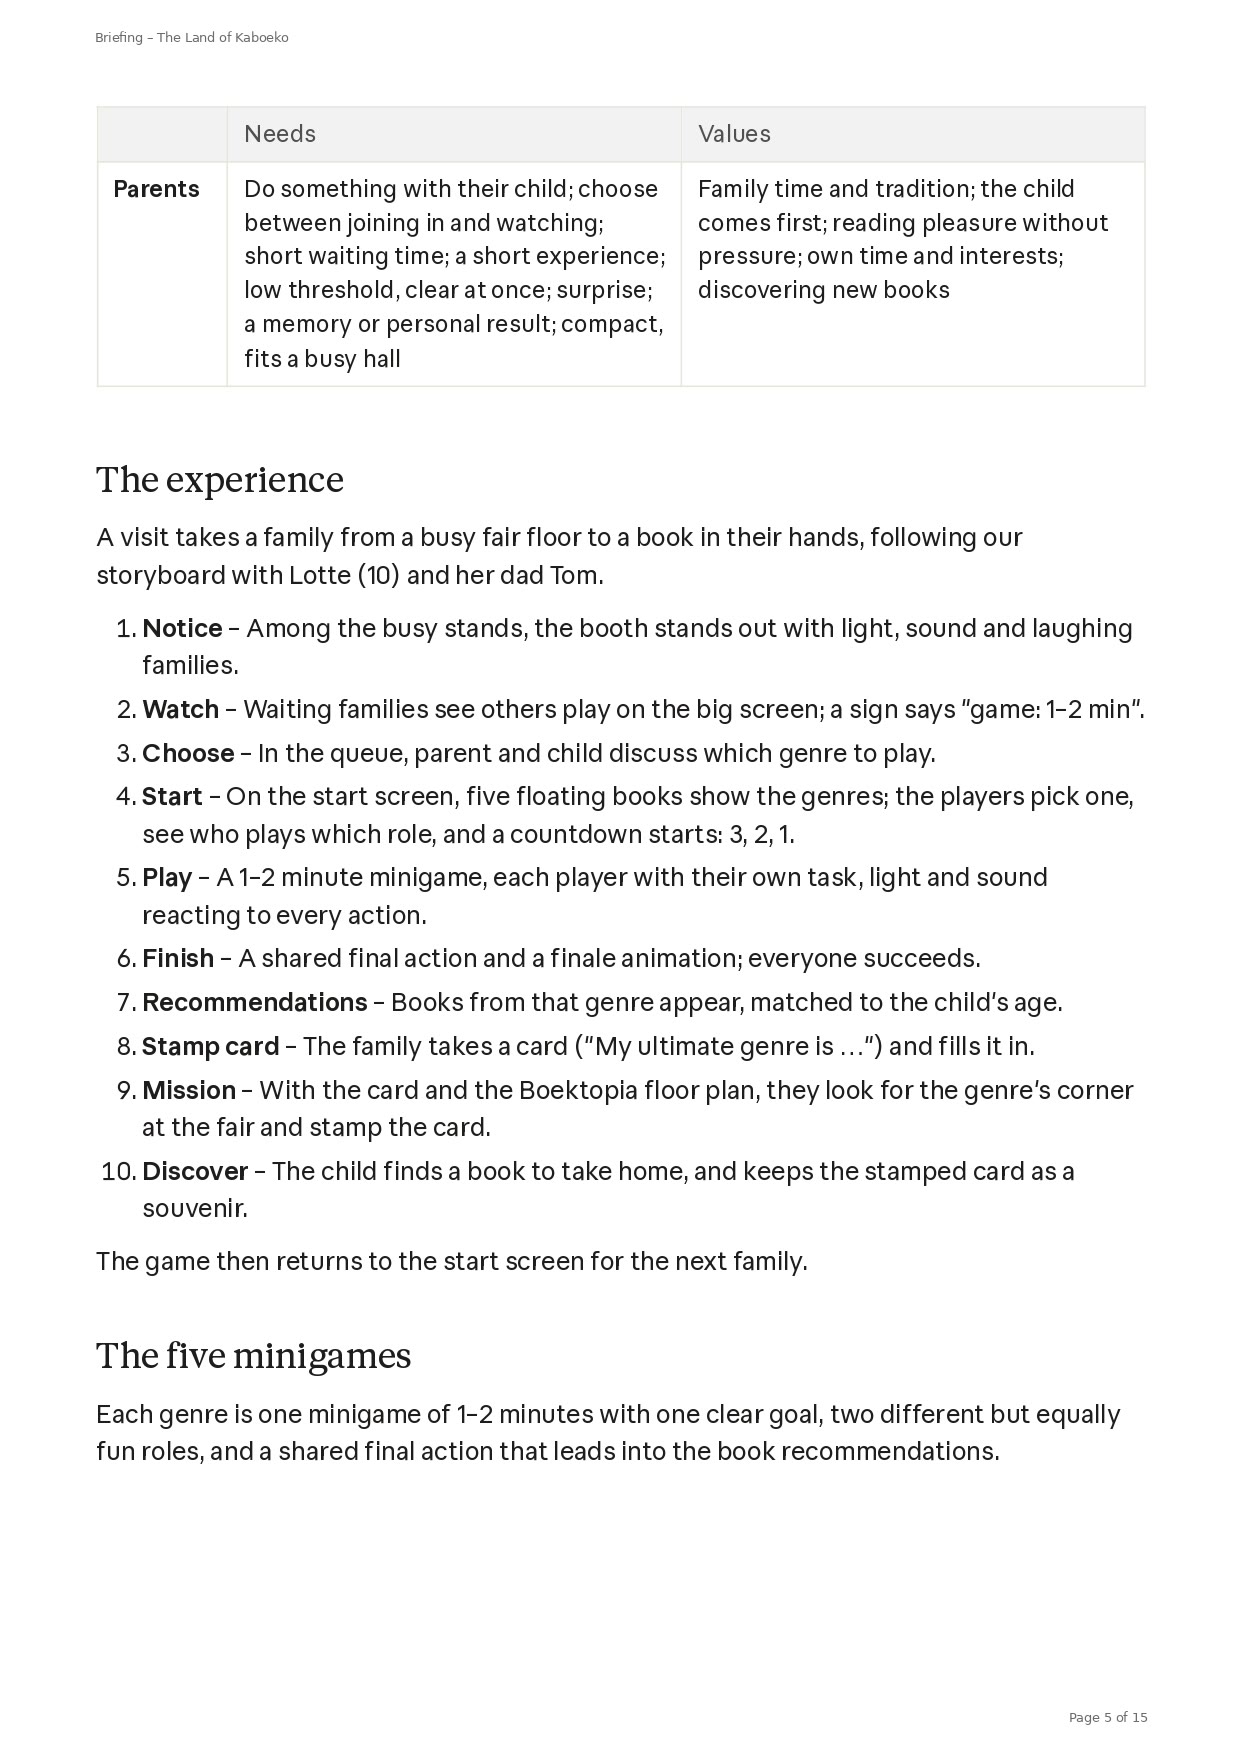 Briefing – The Land of Kaboeko
Needs
Values
Parents
Do something with their child; choose
between joining in and watching;
short waiting time; a short experience;
low threshold, clear at once; surprise;
a memory or personal result; compact,
fits a busy hall
Family time and tradition; the child
comes first; reading pleasure without
pressure; own time and interests;
discovering new books
The experience
A visit takes a family from a busy fair floor to a book in their hands, following our
storyboard with Lotte (10) and her dad Tom.
1. Notice – Among the busy stands, the booth stands out with light, sound and laughing
families.
2. Watch – Waiting families see others play on the big screen; a sign says "game: 1–2 min".
3. Choose – In the queue, parent and child discuss which genre to play.
4. Start – On the start screen, five floating books show the genres; the players pick one,
see who plays which role, and a countdown starts: 3, 2, 1.
5. Play – A 1–2 minute minigame, each player with their own task, light and sound
reacting to every action.
6. Finish – A shared final action and a finale animation; everyone succeeds.
7. Recommendations – Books from that genre appear, matched to the child's age.
8. Stamp card – The family takes a card ("My ultimate genre is …") and fills it in.
9. Mission – With the card and the Boektopia floor plan, they look for the genre's corner
at the fair and stamp the card.
10. Discover – The child finds a book to take home, and keeps the stamped card as a
souvenir.
The game then returns to the start screen for the next family.
The five minigames
Each genre is one minigame of 1–2 minutes with one clear goal, two different but equally
fun roles, and a shared final action that leads into the book recommendations.
Page 5 of 15